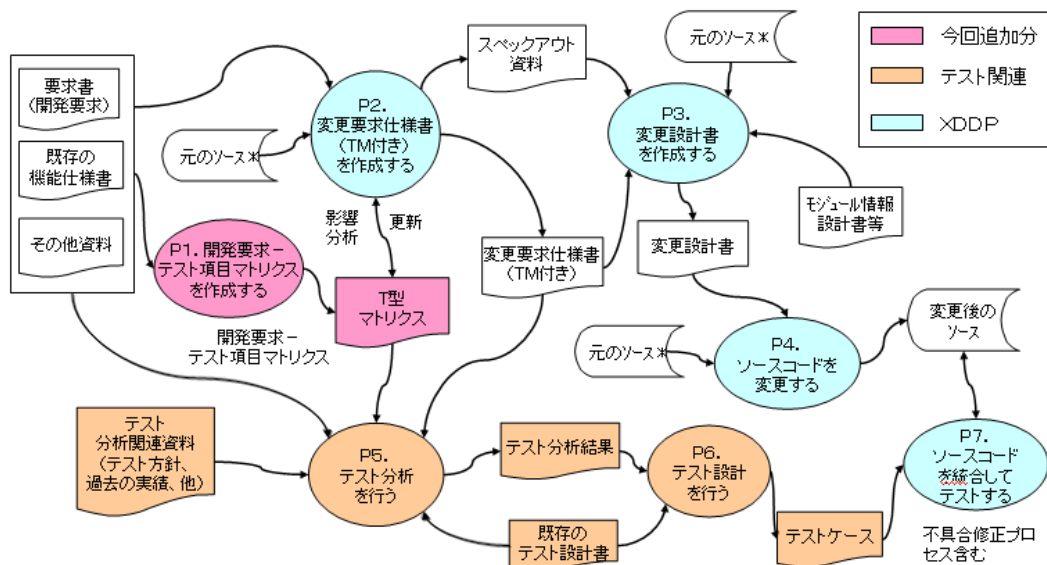 要求書
(開発要求)
既存の
機能仕様書
その他資料
元のソース*
P2.
変更要求仕様書
(TM付き)
を作成する
スペックアウト
資料
元のソース*
P3.
変更設計書
を作成する
今回追加分
テスト関連
XDDP
影響
分析
更新
P1.開発要求−
テスト項目マトリクス
を作成する
T型
マトリクス
開発要求−
テスト項目マトリクス
変更要求仕様書
(TM付き)
変更設計書
モジュール情報
設計書等
元のソース*
P4.
ソースコードを
変更する
変更後の
ソース
テスト
分析関連資料
(テスト方針、
過去の実績、他)
P5.
テスト分析
を行う
テスト分析結果
既存の
テスト設計書
P6.
テスト設計
を行う
テストケース
P7.
ソースコード
を統合して
テストする
不具合修正プロ
セス含む